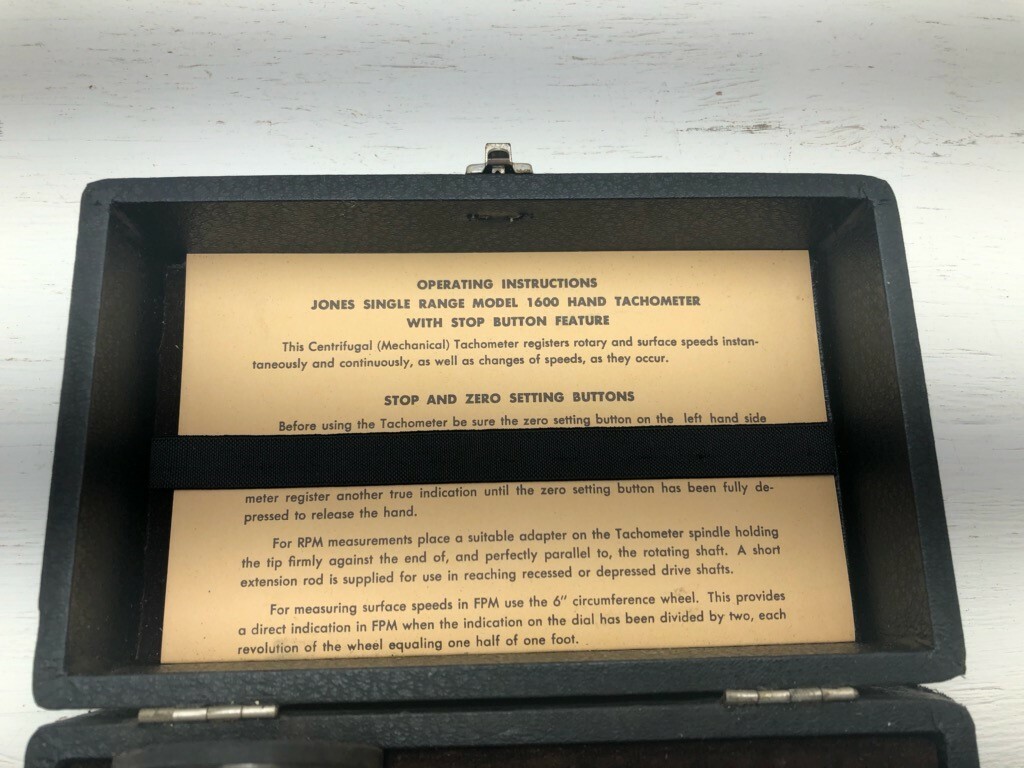 OPERATING INSTRUCTIONS
JONES SINGLE RANGE MODEL 1600 HAND TACHOMETER
WITH STOP BUTTON FEATURE
This Centrifugal (Mechanical) Tachometer registers rotary and surface speeds instan-
taneously and continuously, as well as changes of speeds, as they occur.
STOP AND ZERO SETTING BUTTONS
Before using the Tachometer be sure the zero setting button on the left hand side
meter register another true indication until the zero setting button has been fully de-
pressed to release the hand.
For RPM measurements place a suitable adapter on the Tachometer spindle holding
the tip firmly against the end of, and perfectly parallel to, the rotating shaft. A short
extension rod is supplied for use in reaching recessed or depressed drive shafts.
For measuring surface speeds in FPM use the 6" circumference wheel. This provides
a direct indication in FPM when the indication on the dial has been divided by two, each
revolution of the wheel equaling one half of one foot.